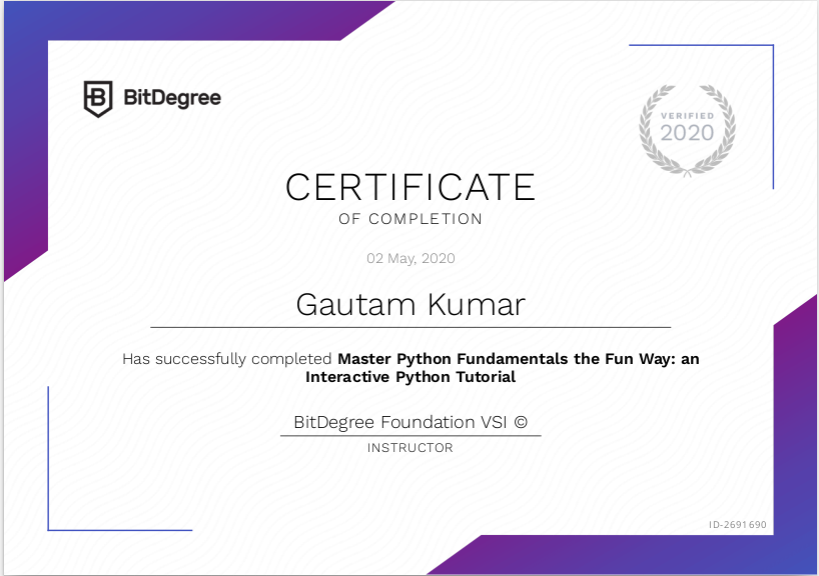 BitDegree
VERIFIED
2020
CERTIFICATE
OF COMPLETION
02 May, 2020
Gautam Kumar
Has successfully completed Master Python Fundamentals the Fun Way: an
Interactive Python Tutorial
BitDegree Foundation VSI ©
INSTRUCTOR
ID-2691690